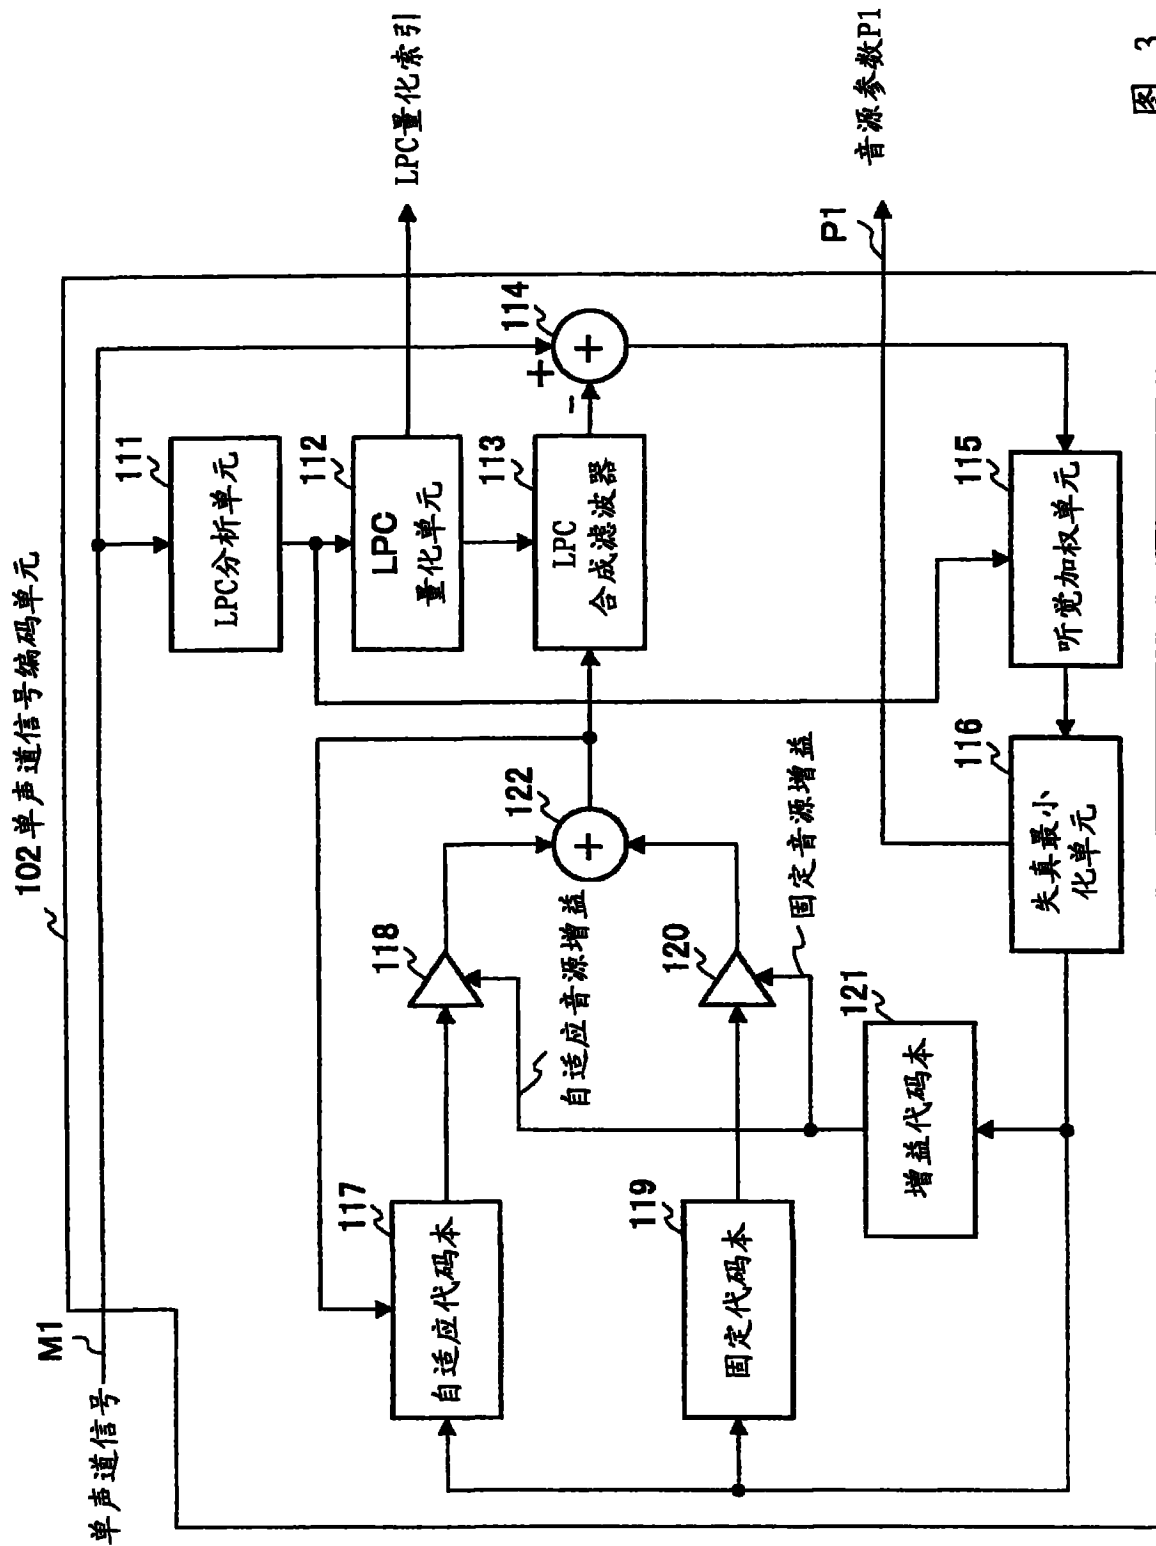 102 单声道信号编码单元
单声道信号
M1
111
LPC分析单元
112
LPC
量化单元
LPC量化索引
113
LPC
合成滤波器
114
+
-
+
115
听觉加权单元
116
失真最小
化单元
P1
音源参数P1
117
自适应代码本
118
自适应音源增益
119
固定代码本
120
固定音源增益
121
增益代码本
122
+
图 3